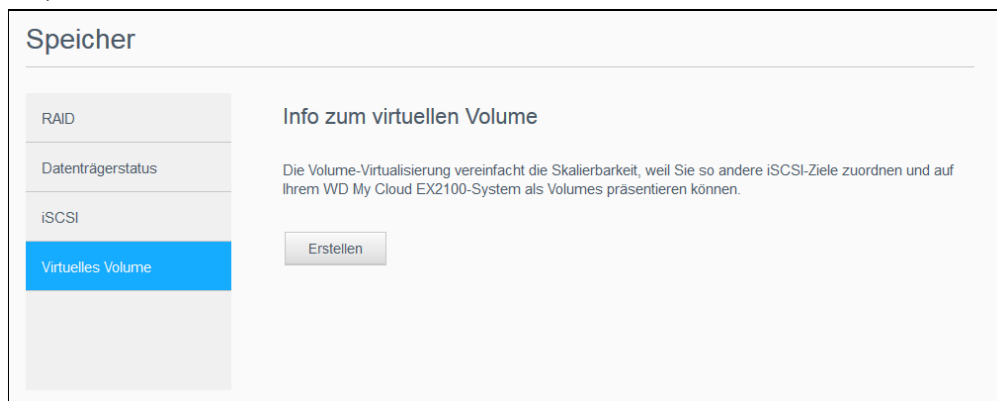 Speicher
RAID
Datenträgerstatus
iSCSI
Virtuelles Volume
Info zum virtuellen Volume
Die Volume-Virtualisierung vereinfacht die Skalierbarkeit, weil Sie so andere iSCSI-Ziele zuordnen und auf
Ihrem WD My Cloud EX2100-System als Volumes präsentieren können.
Erstellen